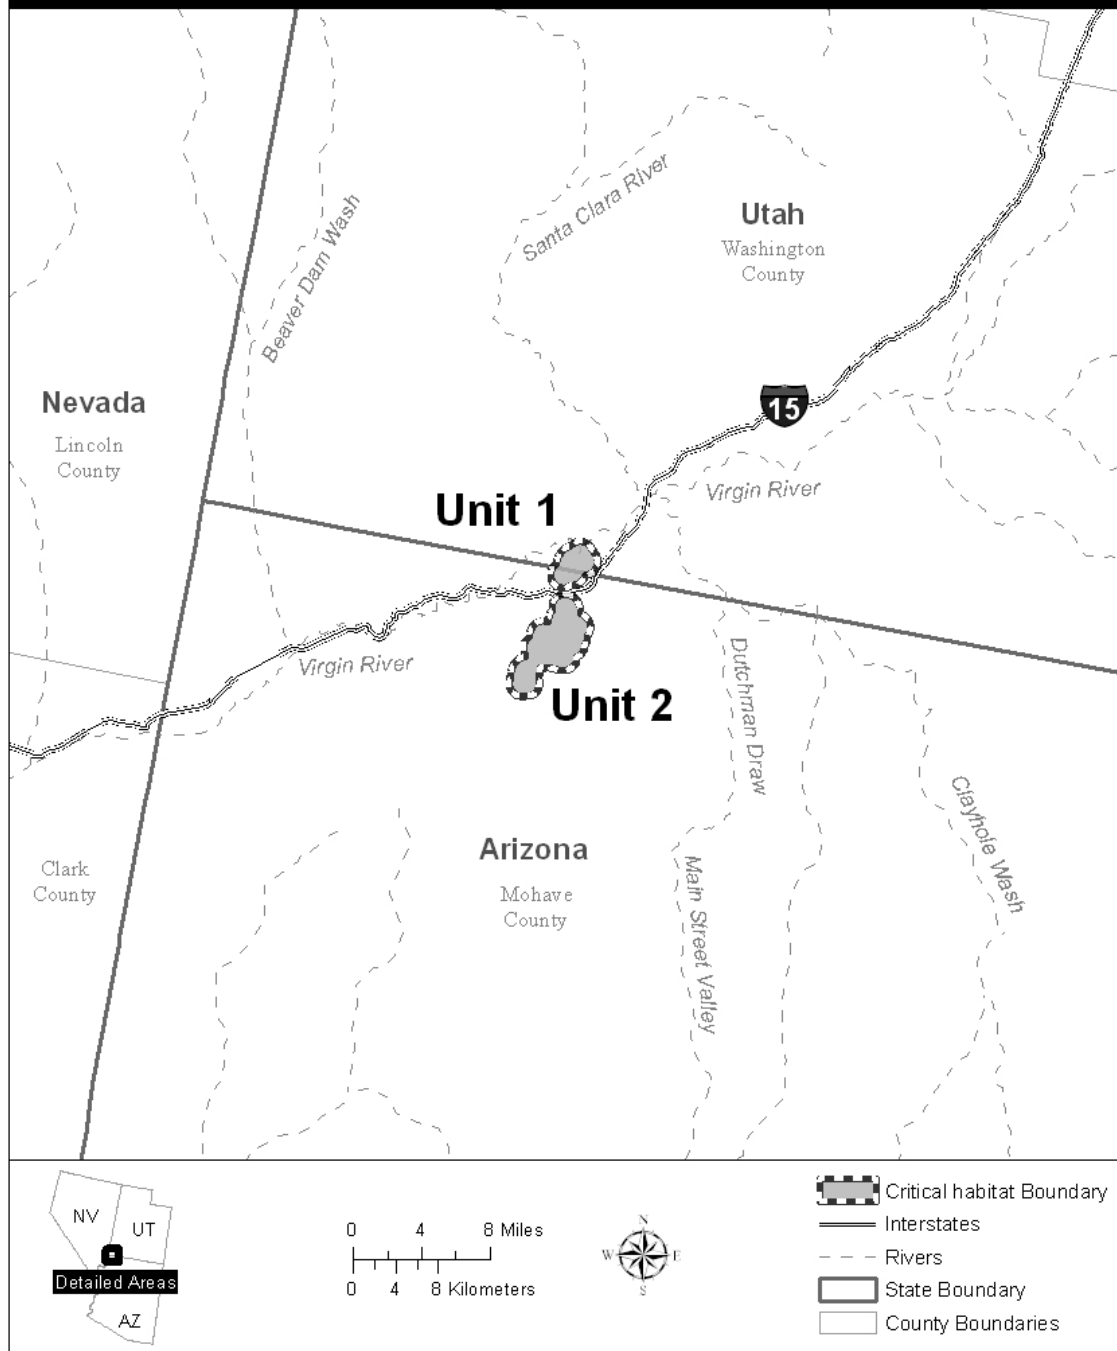 Santa Clara River
Utah
Washington
County
Beaver Dam Wash
Nevada
Lincoln
County
15
Virgin River
Unit 1
Virgin River
Unit 2
Dutchman Draw
Clayhole Wash
Arizona
Mohave
County
Clark
County
Main Street Valley
NV
UT
Detailed Areas
AZ
0 4 8 Miles
0 4 8 Kilometers
N
W E
S
Critical habitat Boundary
Interstates
Rivers
State Boundary
County Boundaries